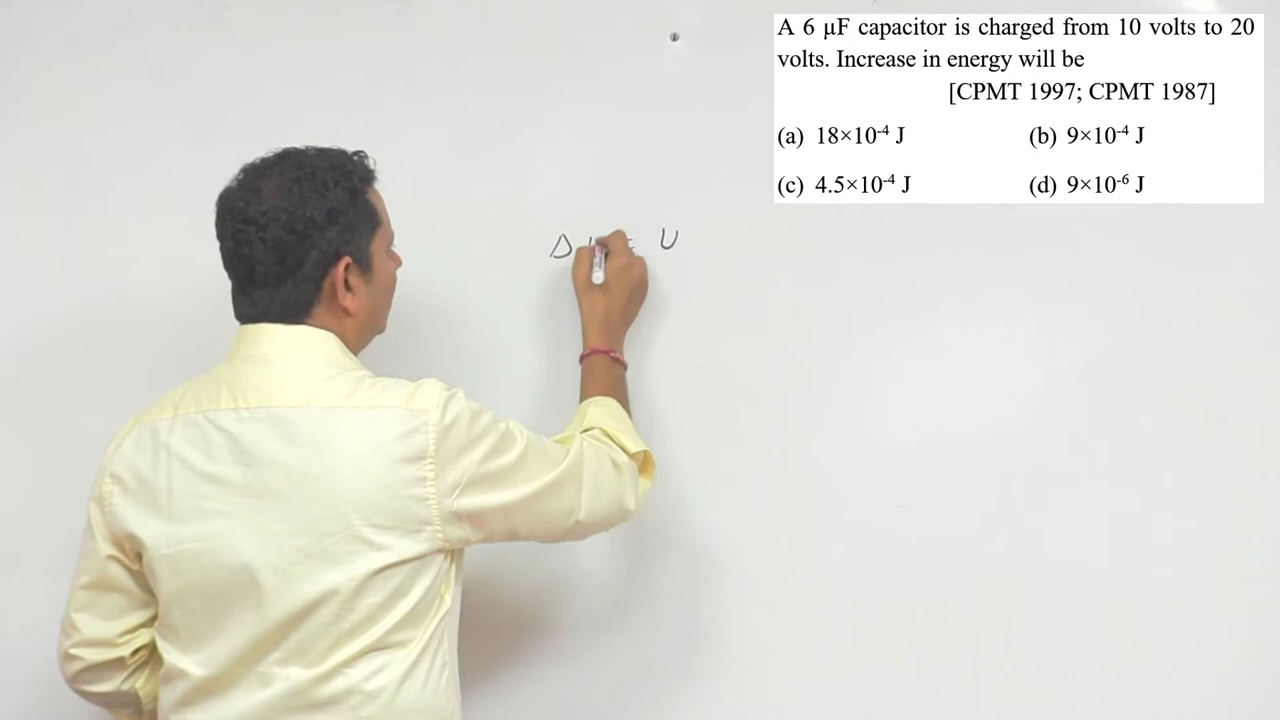 A 6 μF capacitor is charged from 10 volts to 20
volts. Increase in energy will be
[CPMT 1997; CPMT 1987]
(a) 18×10⁻⁴ J (b) 9×10⁻⁴ J
(c) 4.5×10⁻⁴ J (d) 9×10⁻⁶ J
Δ = U